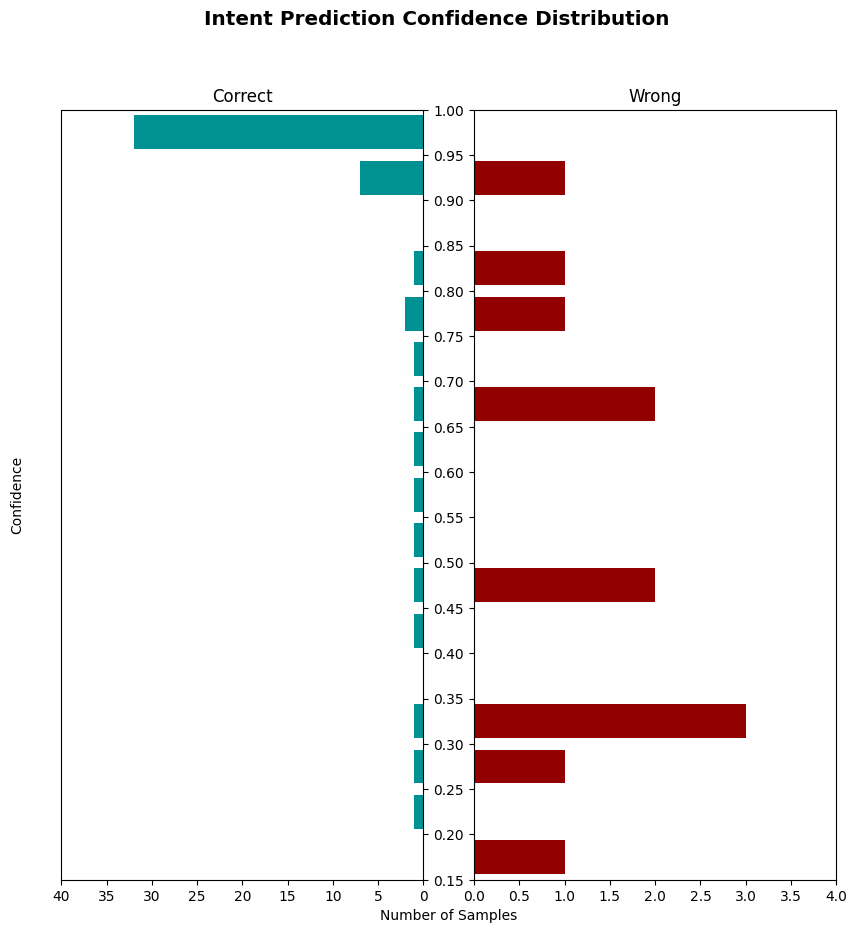 Intent Prediction Confidence Distribution
Correct
Wrong
Confidence
1.00
0.95
0.90
0.85
0.80
0.75
0.70
0.65
0.60
0.55
0.50
0.45
0.40
0.35
0.30
0.25
0.20
0.15
40 35 30 25 20 15 10 5 0
0.0 0.5 1.0 1.5 2.0 2.5 3.0 3.5 4.0
Number of Samples